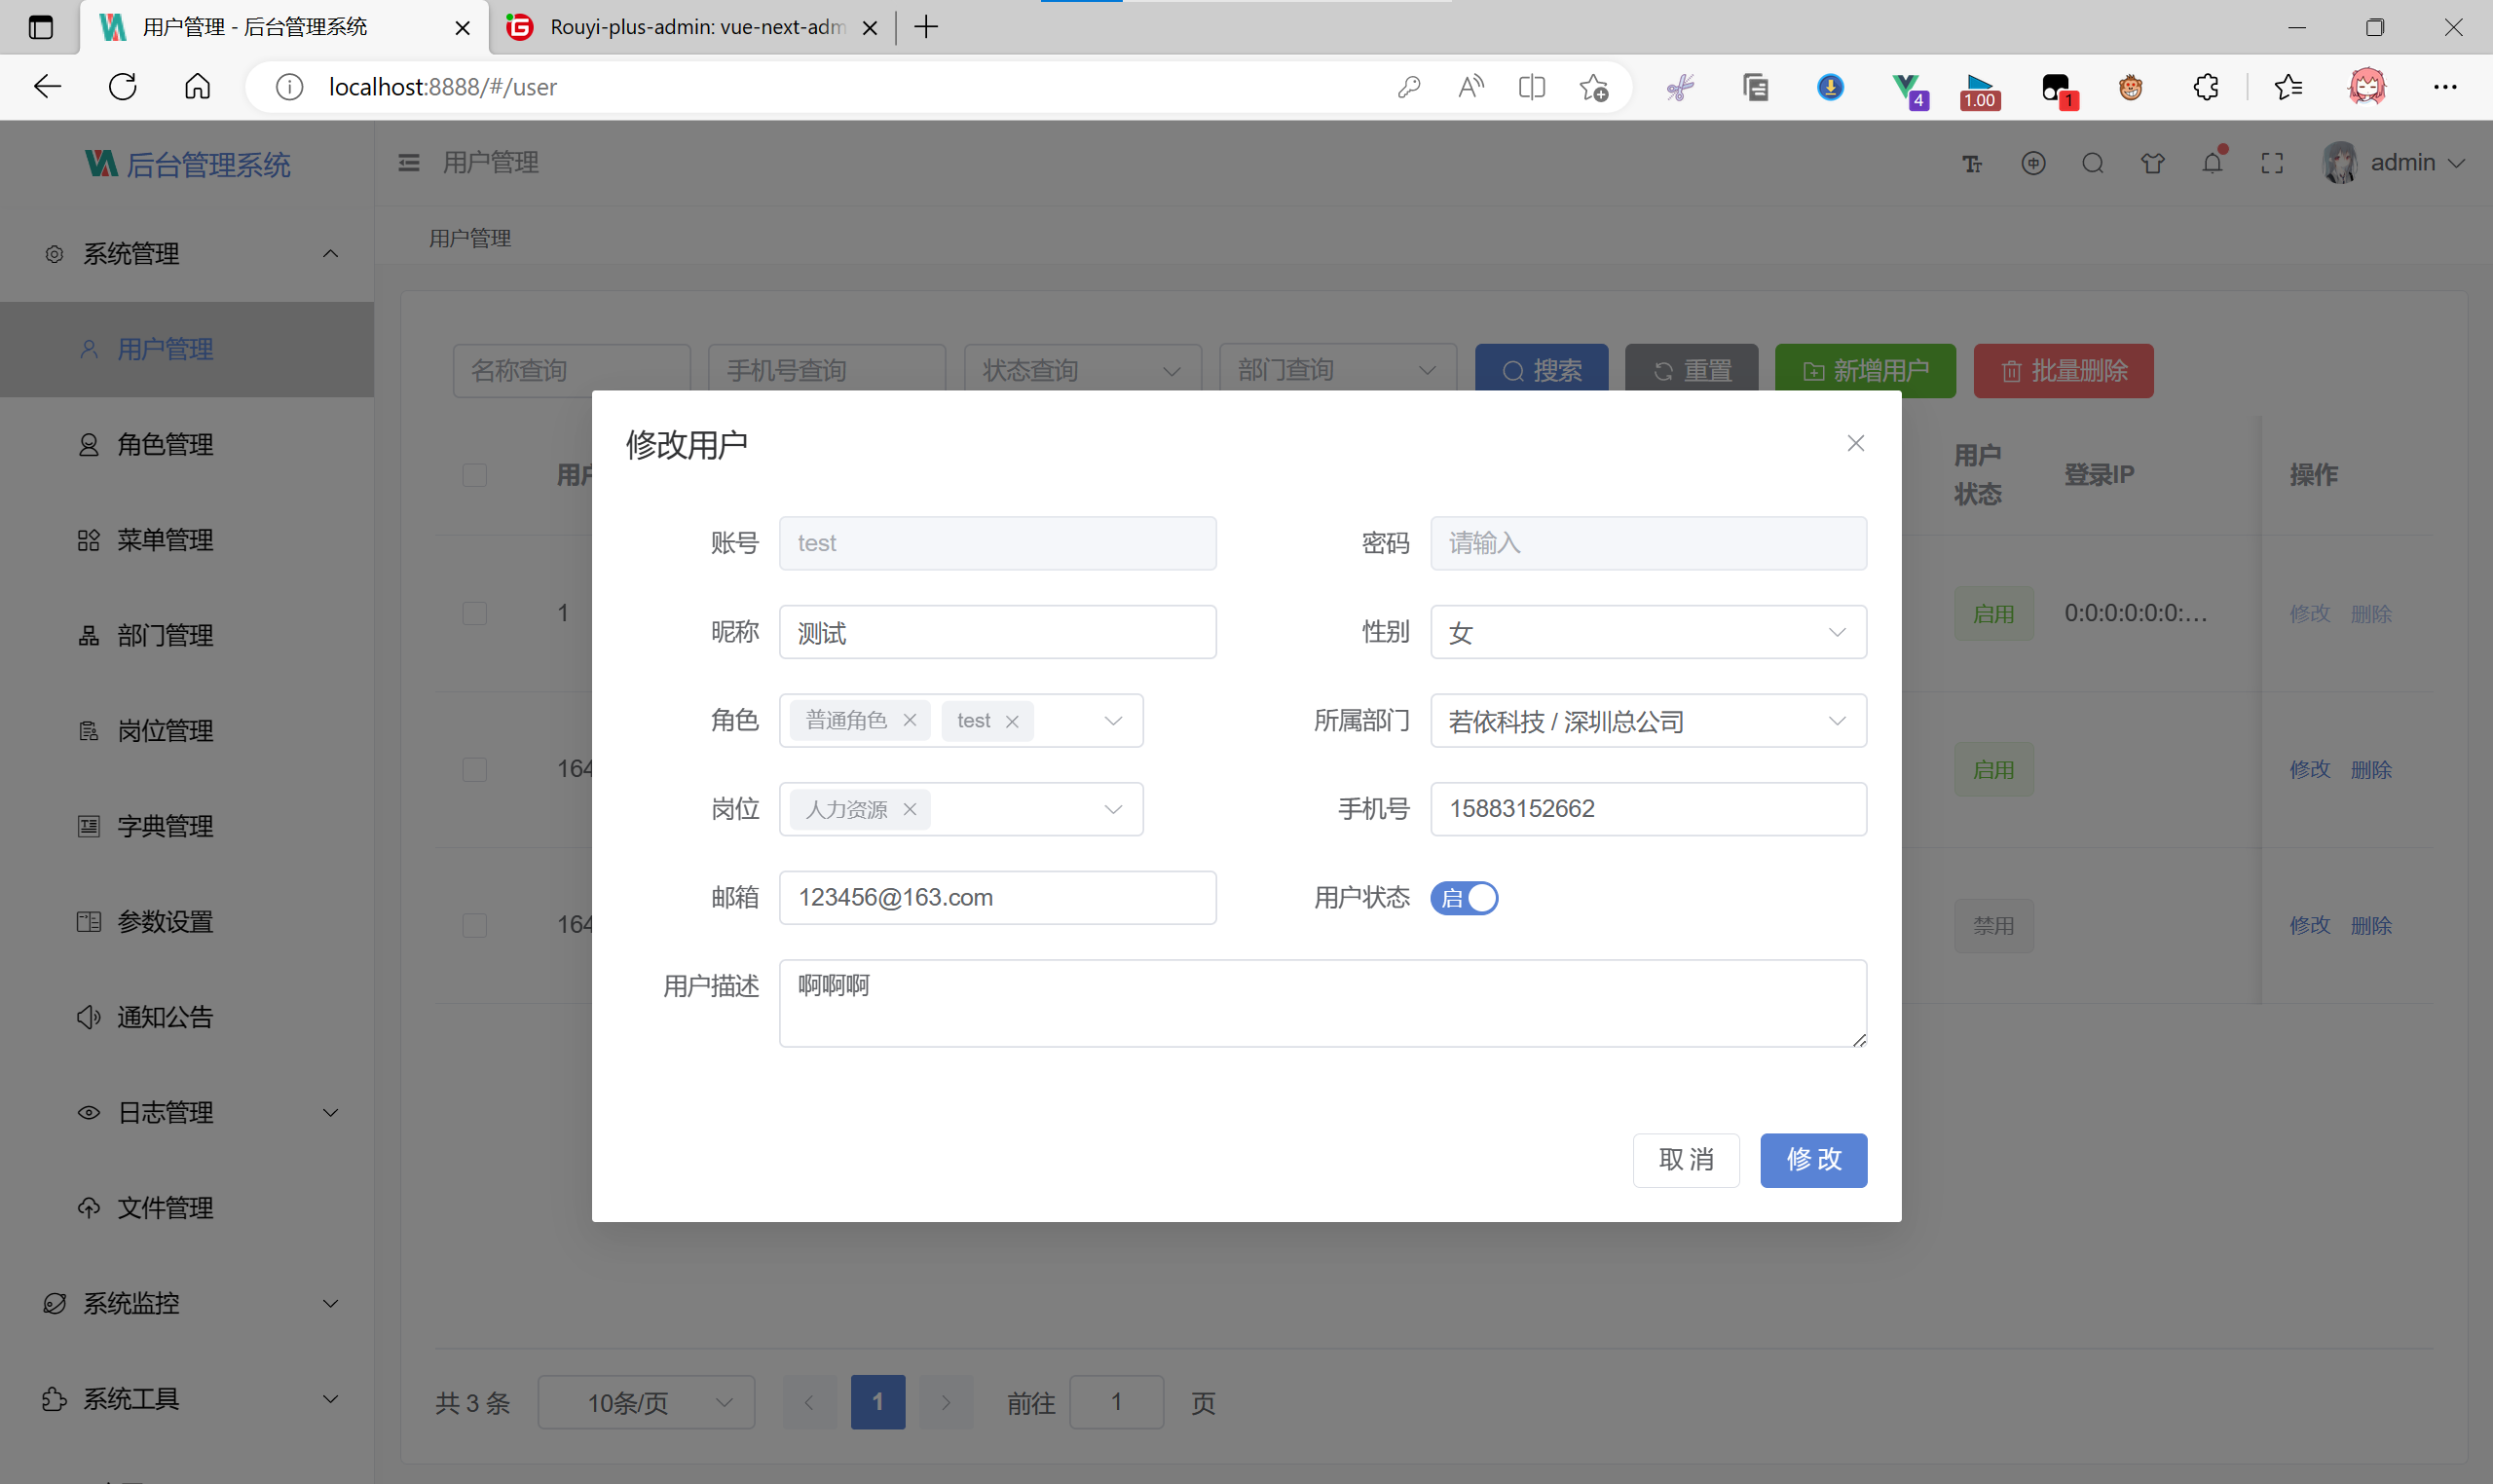 用户管理 - 后台管理系统
Rouyi-plus-admin: vue-next-adm
localhost:8888/#/user
4
1.00
1
后台管理系统
用户管理
admin
用户管理
系统管理
用户管理
角色管理
菜单管理
部门管理
岗位管理
字典管理
参数设置
通知公告
日志管理
文件管理
系统监控
系统工具
名称查询 手机号查询 状态查询 部门查询 搜索 重置 新增用户 批量删除
用户 用户状态 登录IP 操作
1 启用 0:0:0:0:0:0:... 修改 删除
164 启用 修改 删除
164 禁用 修改 删除
修改用户
账号 test 密码 请输入
昵称 测试 性别 女
角色 普通角色 test 所属部门 若依科技 / 深圳总公司
岗位 人力资源 手机号 15883152662
邮箱 123456@163.com 用户状态 启
用户描述 啊啊啊
取 消 修 改
共 3 条 10条/页 1 前往 1 页